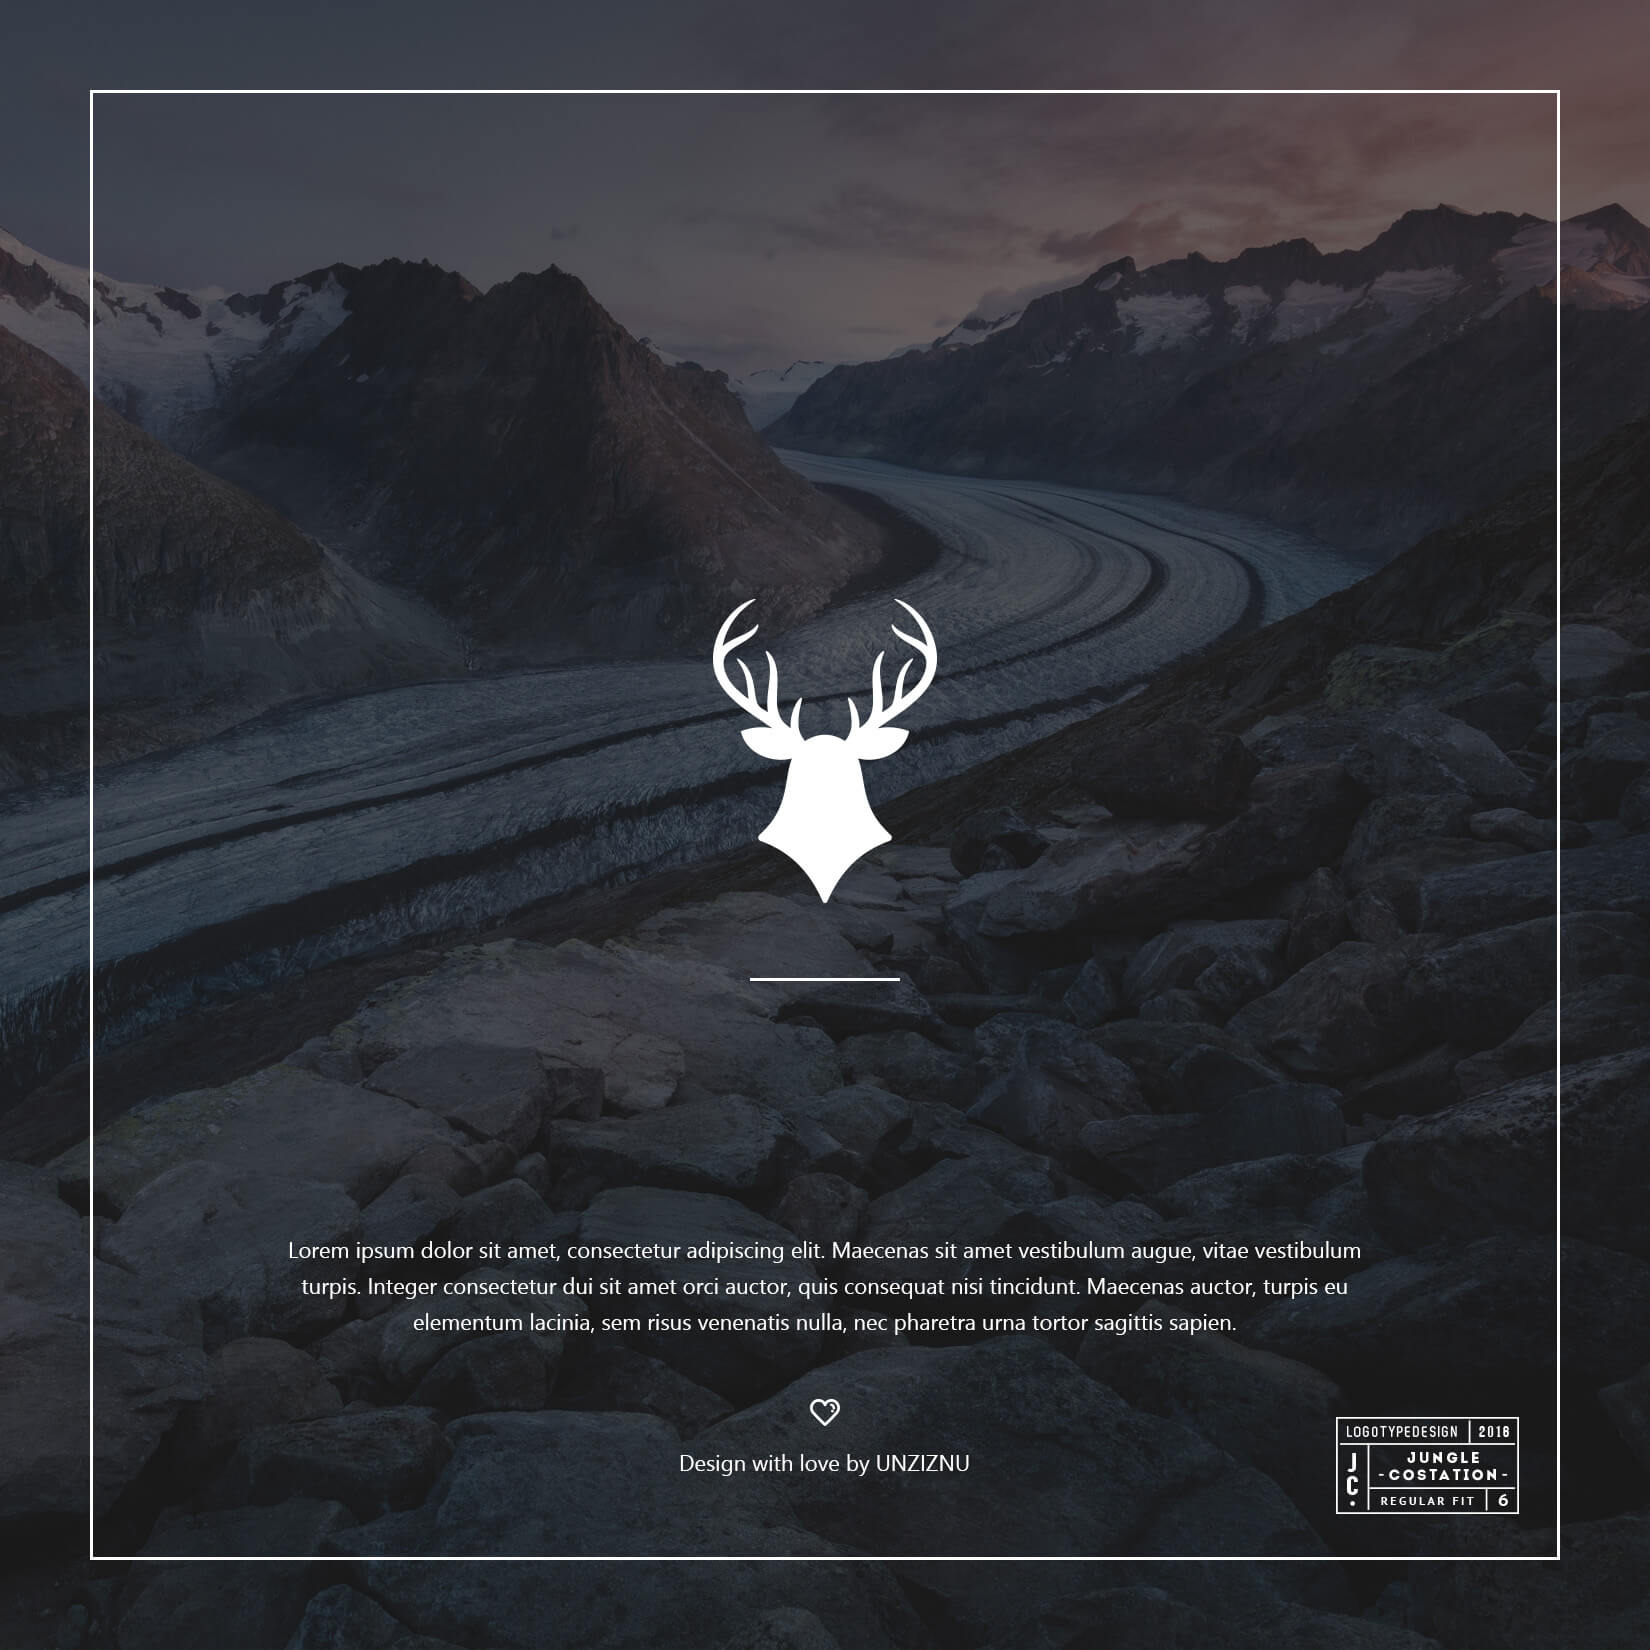 Lorem ipsum dolor sit amet, consectetur adipiscing elit. Maecenas sit amet vestibulum augue, vitae vestibulum
turpis. Integer consectetur dui sit amet orci auctor, quis consequat nisi tincidunt. Maecenas auctor, turpis eu
elementum lacinia, sem risus venenatis nulla, nec pharetra urna tortor sagittis sapien.
Design with love by UNZIZNU
LOGOTYPEDESIGN 2018
JC.
JUNGLE
-COSTATION-
REGULAR FIT 6